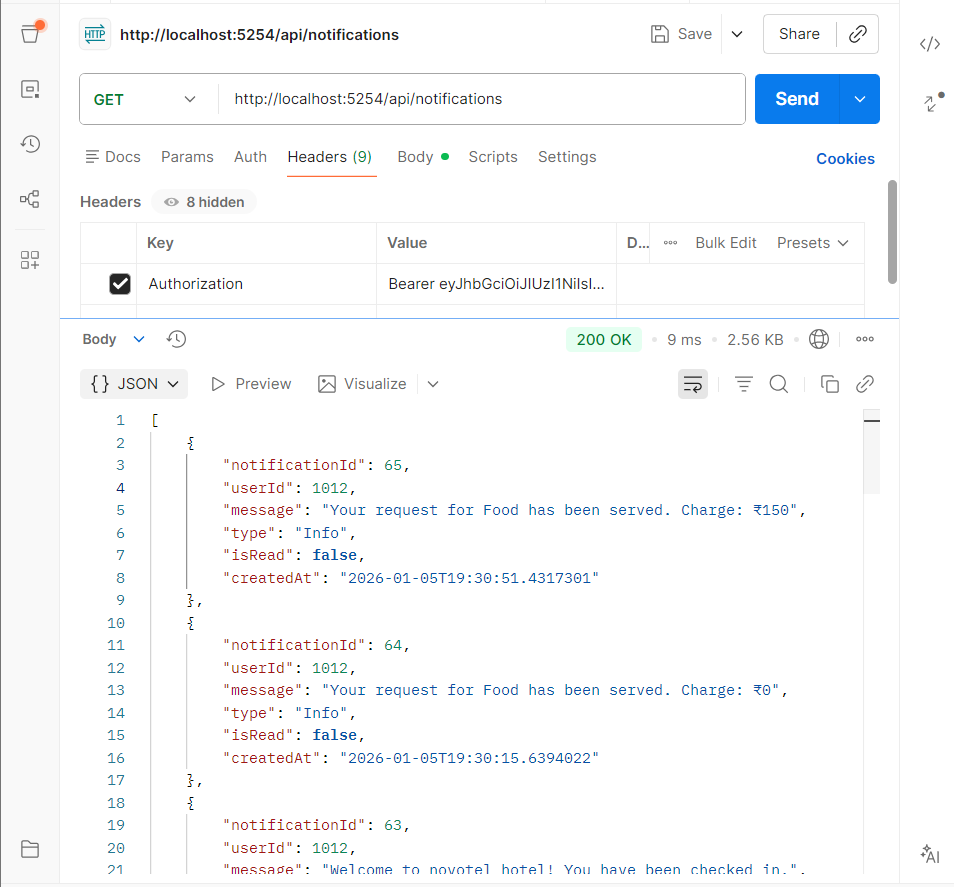 HTTP http://localhost:5254/api/notifications Save Share
GET http://localhost:5254/api/notifications Send
Docs Params Auth Headers (9) Body Scripts Settings Cookies
Headers 8 hidden
Key Value D... Bulk Edit Presets
Authorization Bearer eyJhbGciOiJIUzI1NiIsI...
Body 200 OK 9 ms 2.56 KB
{} JSON Preview Visualize
1 [
2 {
3 "notificationId": 65,
4 "userId": 1012,
5 "message": "Your request for Food has been served. Charge: ₹150",
6 "type": "Info",
7 "isRead": false,
8 "createdAt": "2026-01-05T19:30:51.4317301"
9 },
10 {
11 "notificationId": 64,
12 "userId": 1012,
13 "message": "Your request for Food has been served. Charge: ₹0",
14 "type": "Info",
15 "isRead": false,
16 "createdAt": "2026-01-05T19:30:15.6394022"
17 },
18 {
19 "notificationId": 63,
20 "userId": 1012,
21 "message": "Welcome to novotel hotel! You have been checked in.",
AI